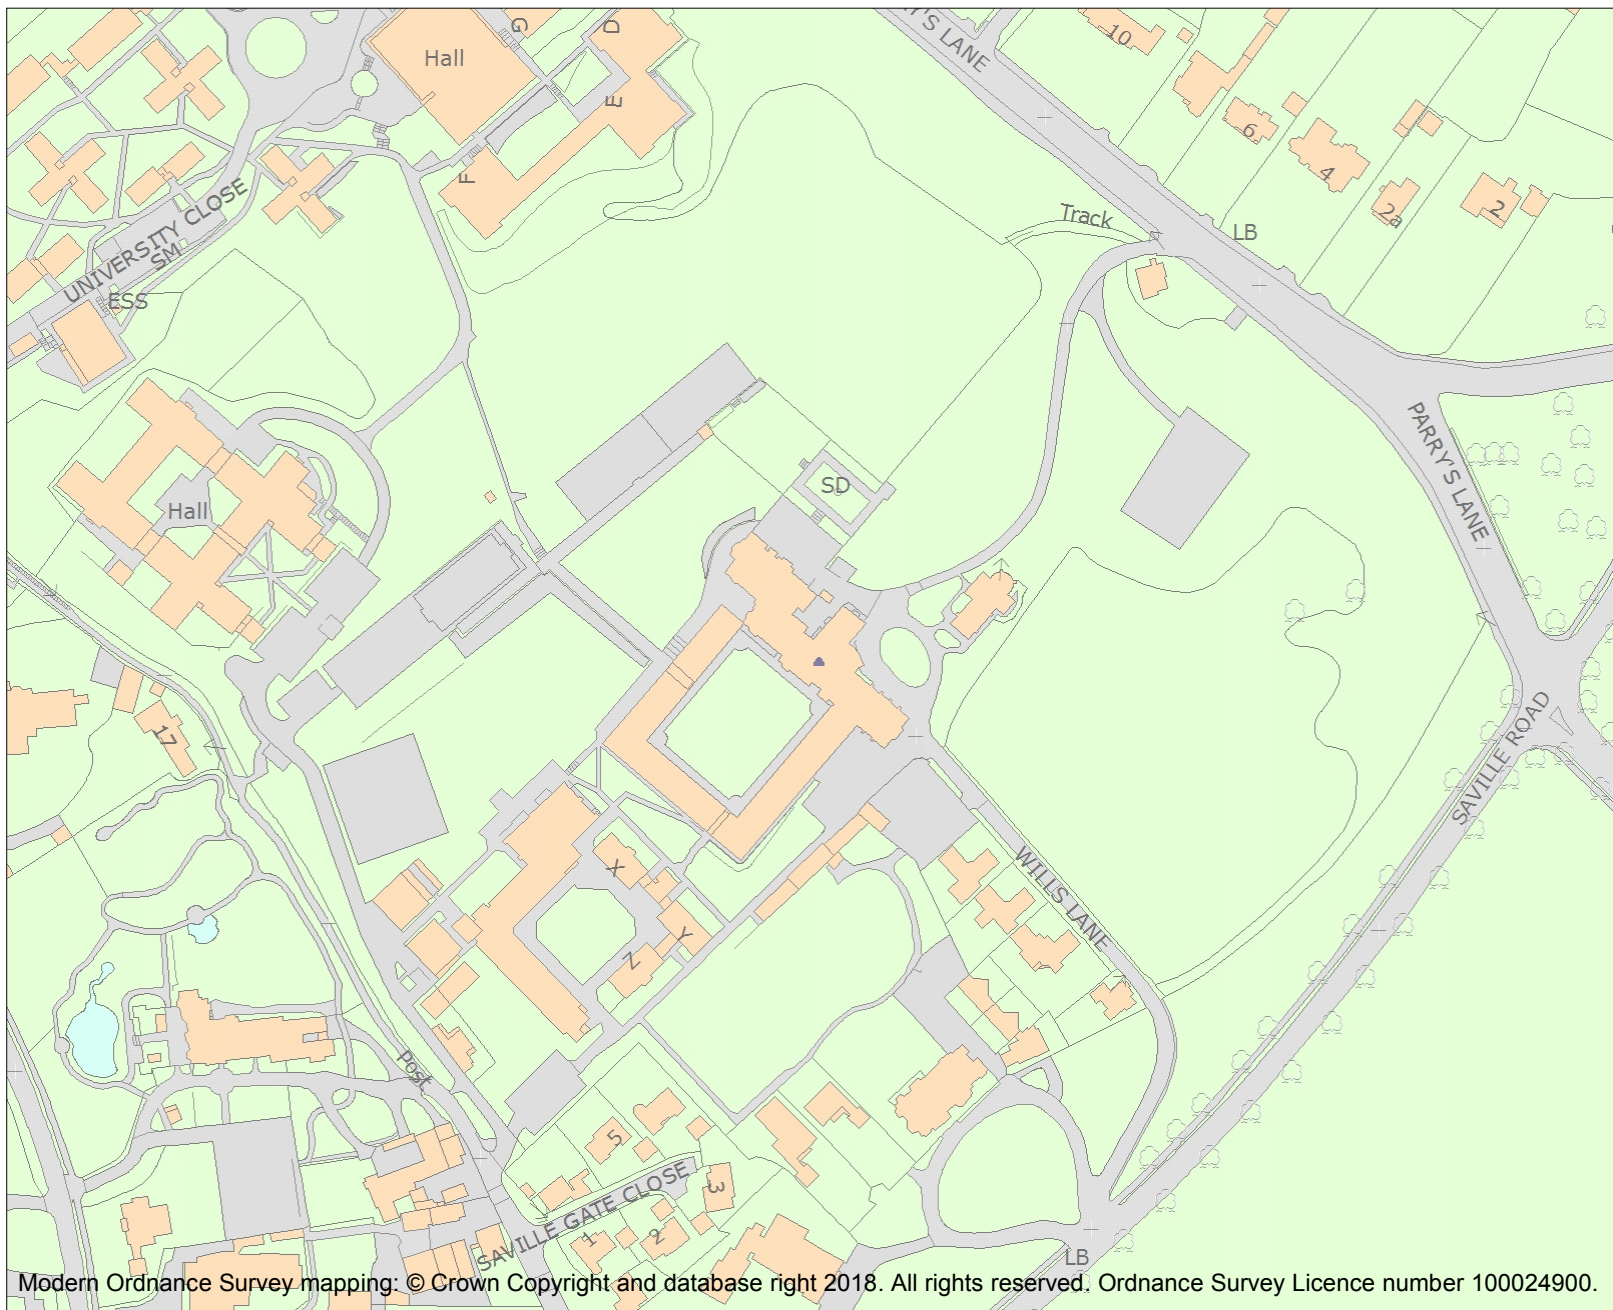 G
D
Hall
Y'S LANE
10
E
6
4
F
2a
2
UNIVERSITY CLOSE
SM
Track
LB
ESS
PARRY'S LANE
SD
Hall
17
SAVILLE ROAD
X
WILLS LANE
Y
Z
Post
5
3
SAVILLE GATE CLOSE
1
2
LB
Modern Ordnance Survey mapping: © Crown Copyright and database right 2018. All rights reserved. Ordnance Survey Licence number 100024900.